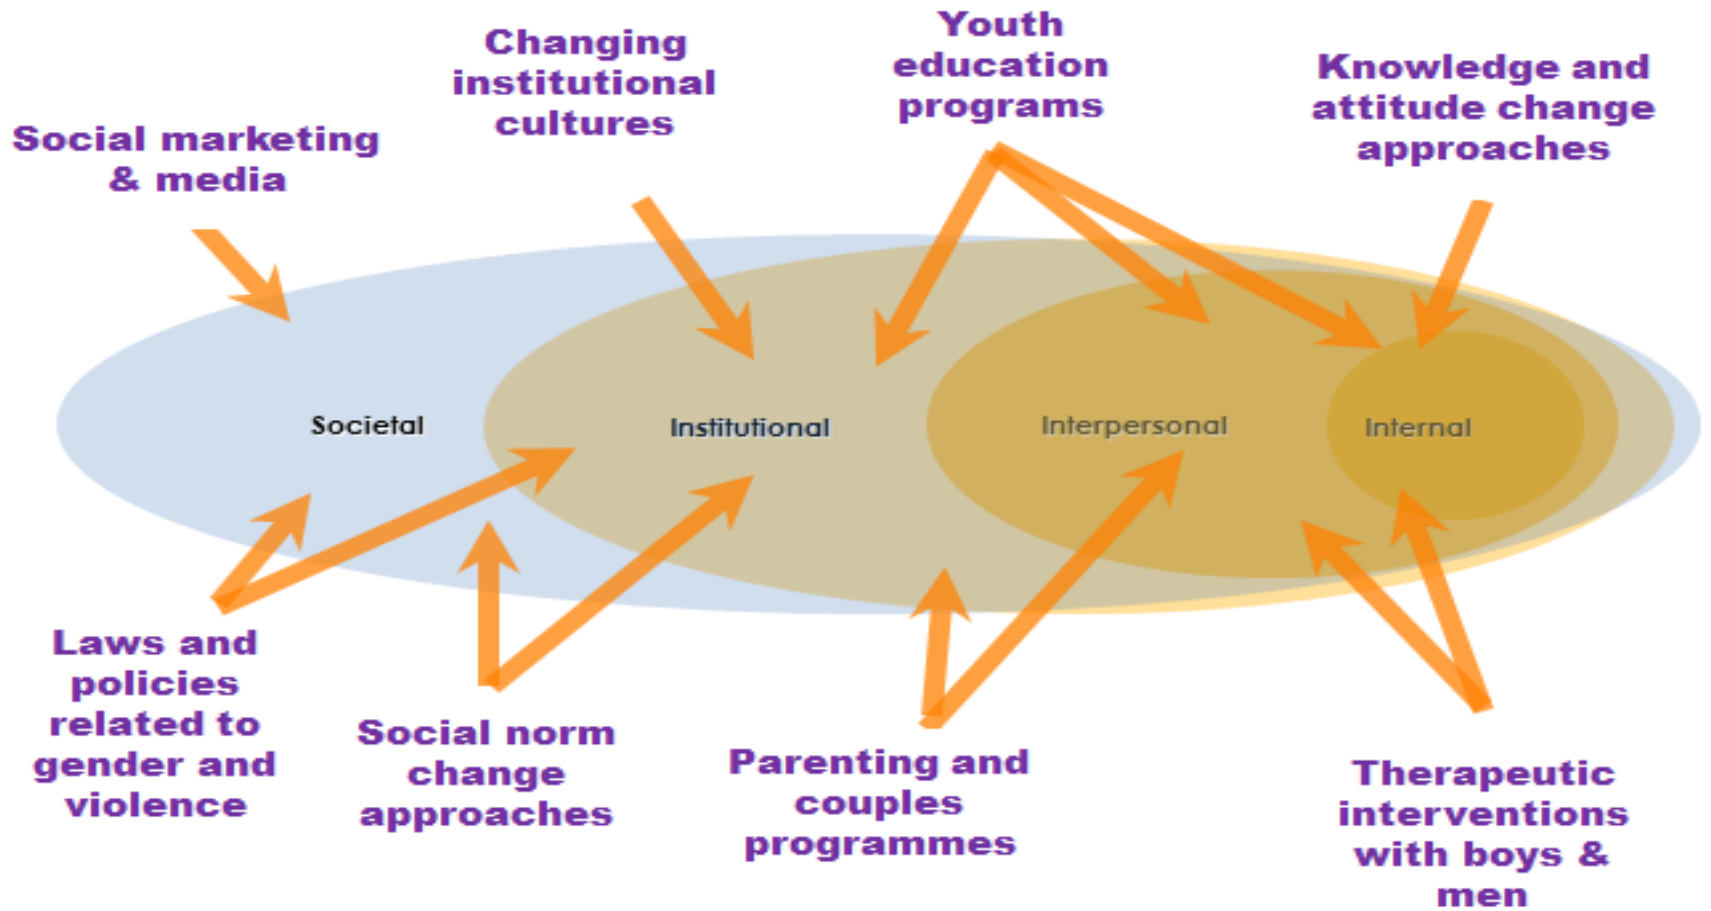 Social marketing
& media
Changing
institutional
cultures
Youth
education
programs
Knowledge and
attitude change
approaches
Societal
Institutional
Interpersonal
Internal
Laws and
policies
related to
gender and
violence
Social norm
change
approaches
Parenting and
couples
programmes
Therapeutic
interventions
with boys &
men